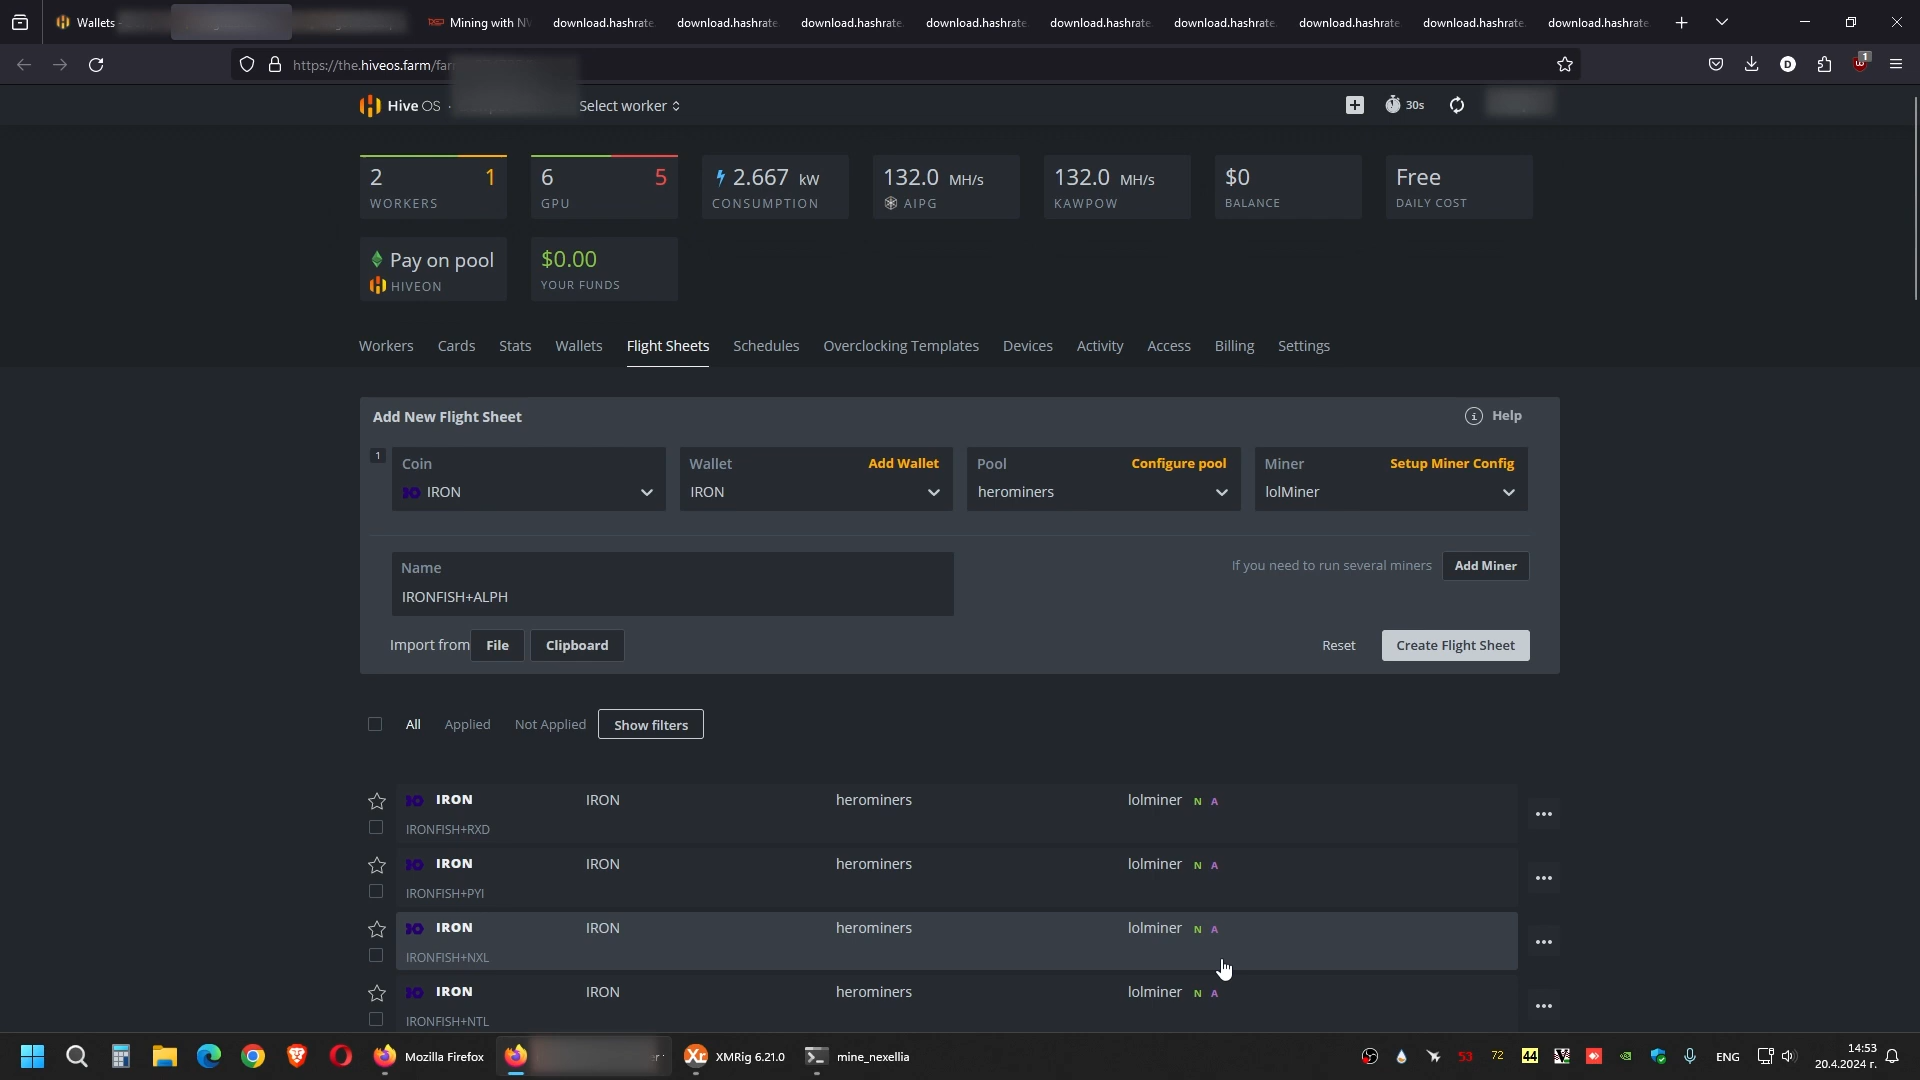 Wallets -
Mining with NV
download.hashrate.
download.hashrate.
download.hashrate.
download.hashrate.
download.hashrate.
download.hashrate.
download.hashrate.
download.hashrate.
download.hashrate.
1
https://the.hiveos.farm/far
Hive OS ·
Select worker
30s
2
1
WORKERS
6
5
GPU
2.667 kW
CONSUMPTION
132.0 MH/s
AIPG
132.0 MH/s
KAWPOW
$0
BALANCE
Free
DAILY COST
Pay on pool
HIVEON
$0.00
YOUR FUNDS
Workers
Cards
Stats
Wallets
Flight Sheets
Schedules
Overclocking Templates
Devices
Activity
Access
Billing
Settings
Add New Flight Sheet
Help
1
Coin
IRON
Wallet
Add Wallet
IRON
Pool
Configure pool
herominers
Miner
Setup Miner Config
lolMiner
Name
IRONFISH+ALPH
If you need to run several miners
Add Miner
Import from
File
Clipboard
Reset
Create Flight Sheet
All
Applied
Not Applied
Show filters
IRON
IRON
herominers
lolminer N A
IRONFISH+RXD
IRON
IRON
herominers
lolminer N A
IRONFISH+PYI
IRON
IRON
herominers
lolminer N A
IRONFISH+NXL
IRON
IRON
herominers
lolminer N A
IRONFISH+NTL
Mozilla Firefox
XMRig 6.21.0
mine_nexellia
53
72
44
ENG
14:53
20.4.2024 г.